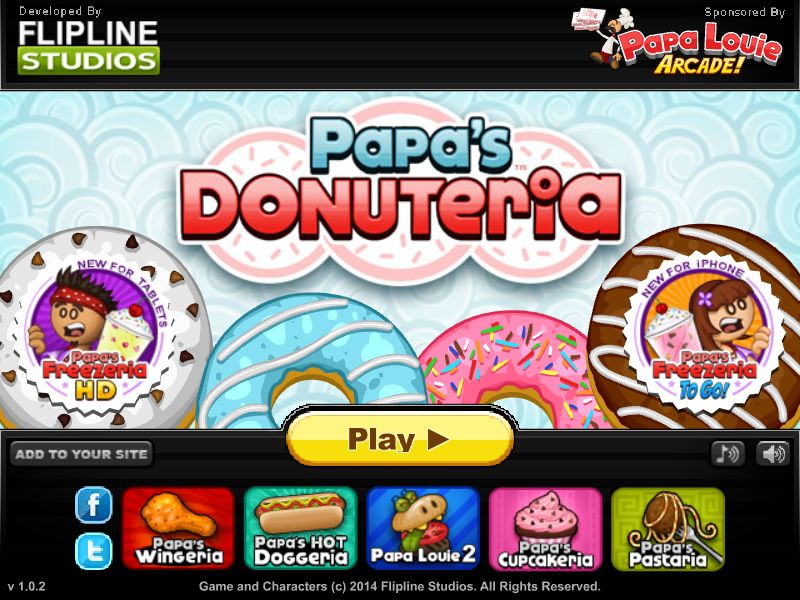 Developed By
FLIPLINE
STUDIOS
Sponsored By
Papa Louie
ARCADE!
Papa's
DONUTeria
TM
NEW FOR TABLETS
Papa's
Freezeria
HD
NEW FOR iPHONE
Papa's
Freezeria
To Go!
Play
ADD TO YOUR SITE
f
t
Papa's
Wingeria
Papa's HOT
Doggeria
Papa Louie 2
Papa's
Cupcakeria
Papa's
Pastaria
v 1.0.2
Game and Characters (c) 2014 Flipline Studios. All Rights Reserved.